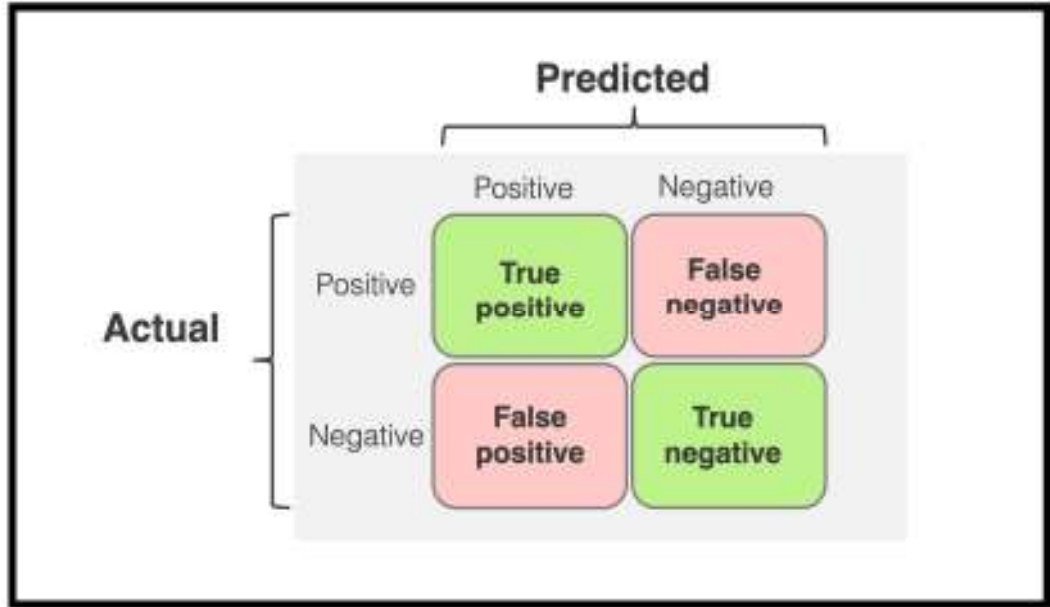 Predicted
Positive Negative
Positive
True
positive
False
negative
Actual
Negative
False
positive
True
negative